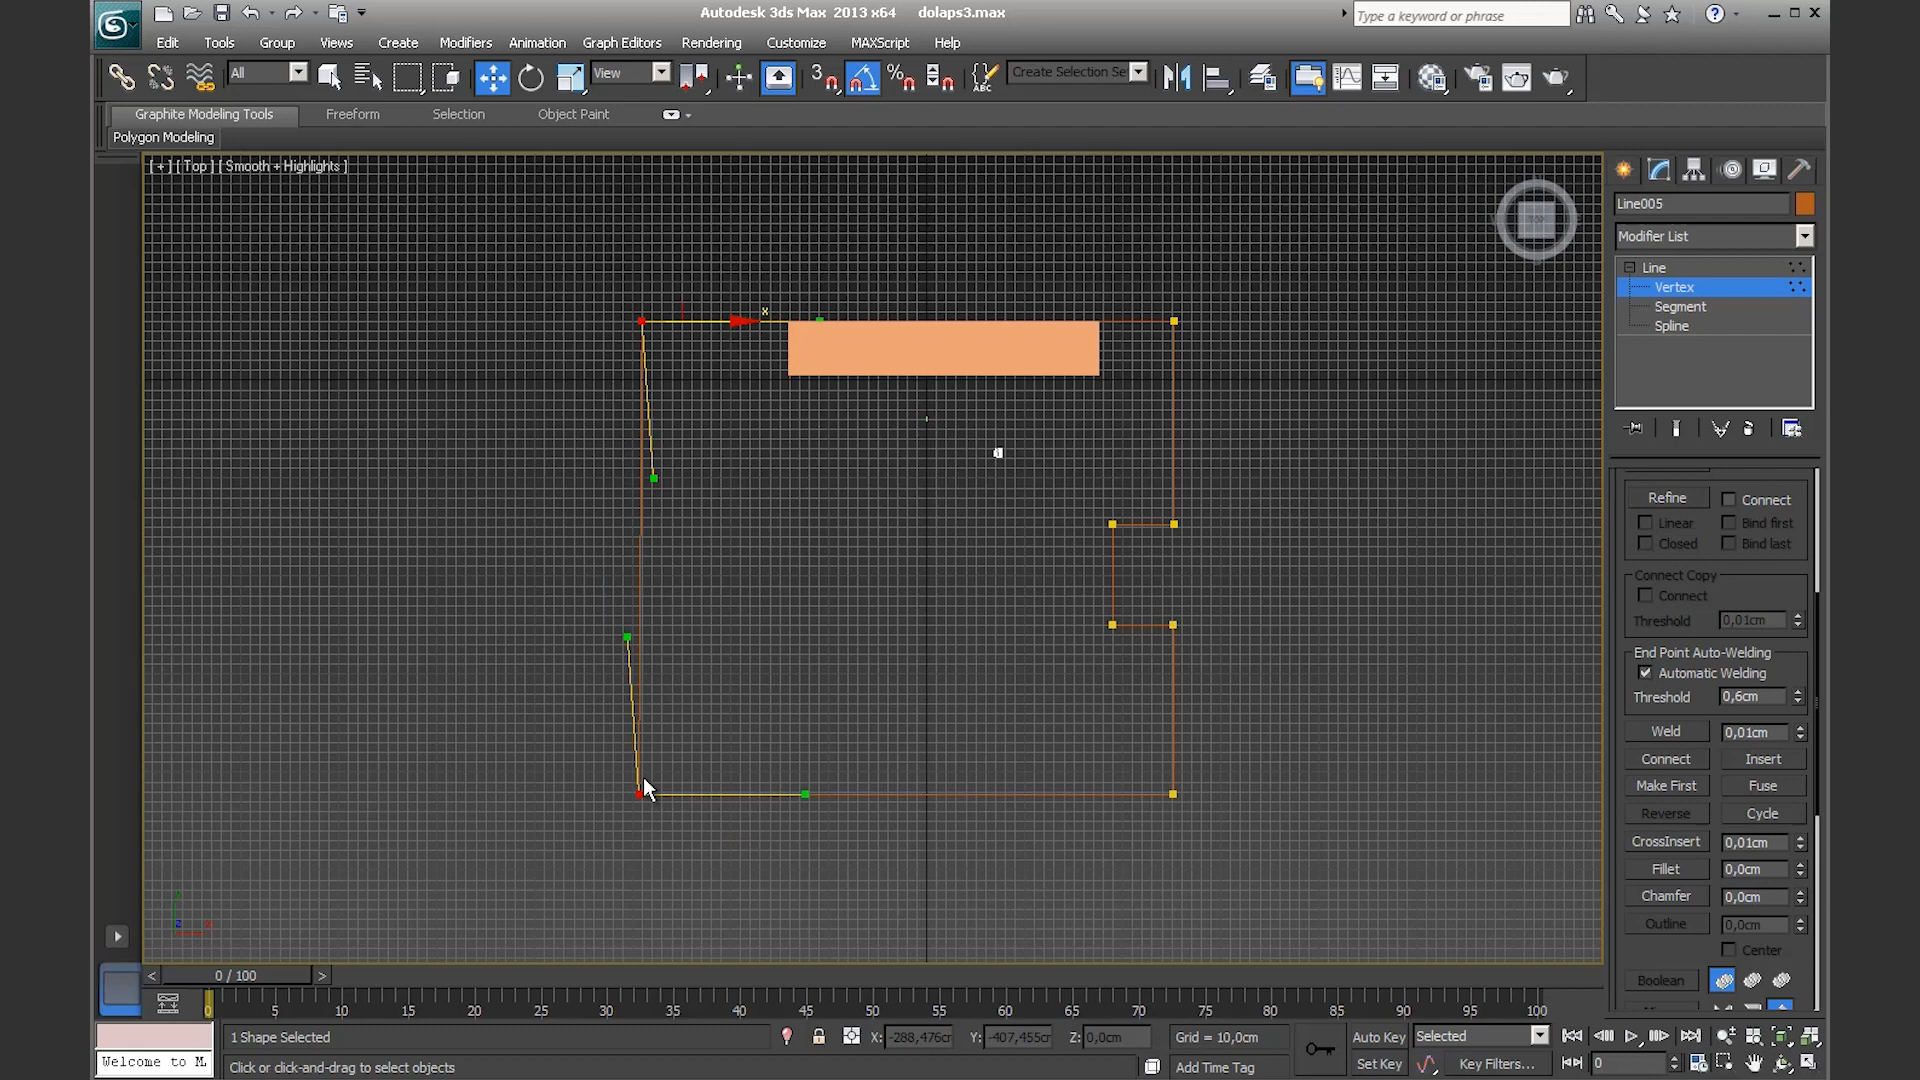 Autodesk 3ds Max 2013 x64 dolaps3.max
Type a keyword or phrase
Edit Tools Group Views Create Modifiers Animation Graph Editors Rendering Customize MAXScript Help
All View 3 % ABC Create Selection Se
Graphite Modeling Tools Freeform Selection Object Paint
Polygon Modeling
[ + ] [ Top ] [ Smooth + Highlights ]
TOP
x
Line005
Modifier List
Line
Vertex
Segment
Spline
Refine Connect
Linear Bind first
Closed Bind last
Connect Copy
Connect
Threshold 0,01cm
End Point Auto-Welding
Automatic Welding
Threshold 0,6cm
Weld 0,01cm
Connect Insert
Make First Fuse
Reverse Cycle
CrossInsert 0,01cm
Fillet 0,0cm
Chamfer 0,0cm
Outline 0,0cm
Center
Boolean
z x
< 0 / 100 >
0 5 10 15 20 25 30 35 40 45 50 55 60 65 70 75 80 85 90 95 100
1 Shape Selected X: -288,476cr Y: -407,455cr Z: 0,0cm Grid = 10,0cm Auto Key Selected
Welcome to M. Click or click-and-drag to select objects Add Time Tag Set Key Key Filters... 0